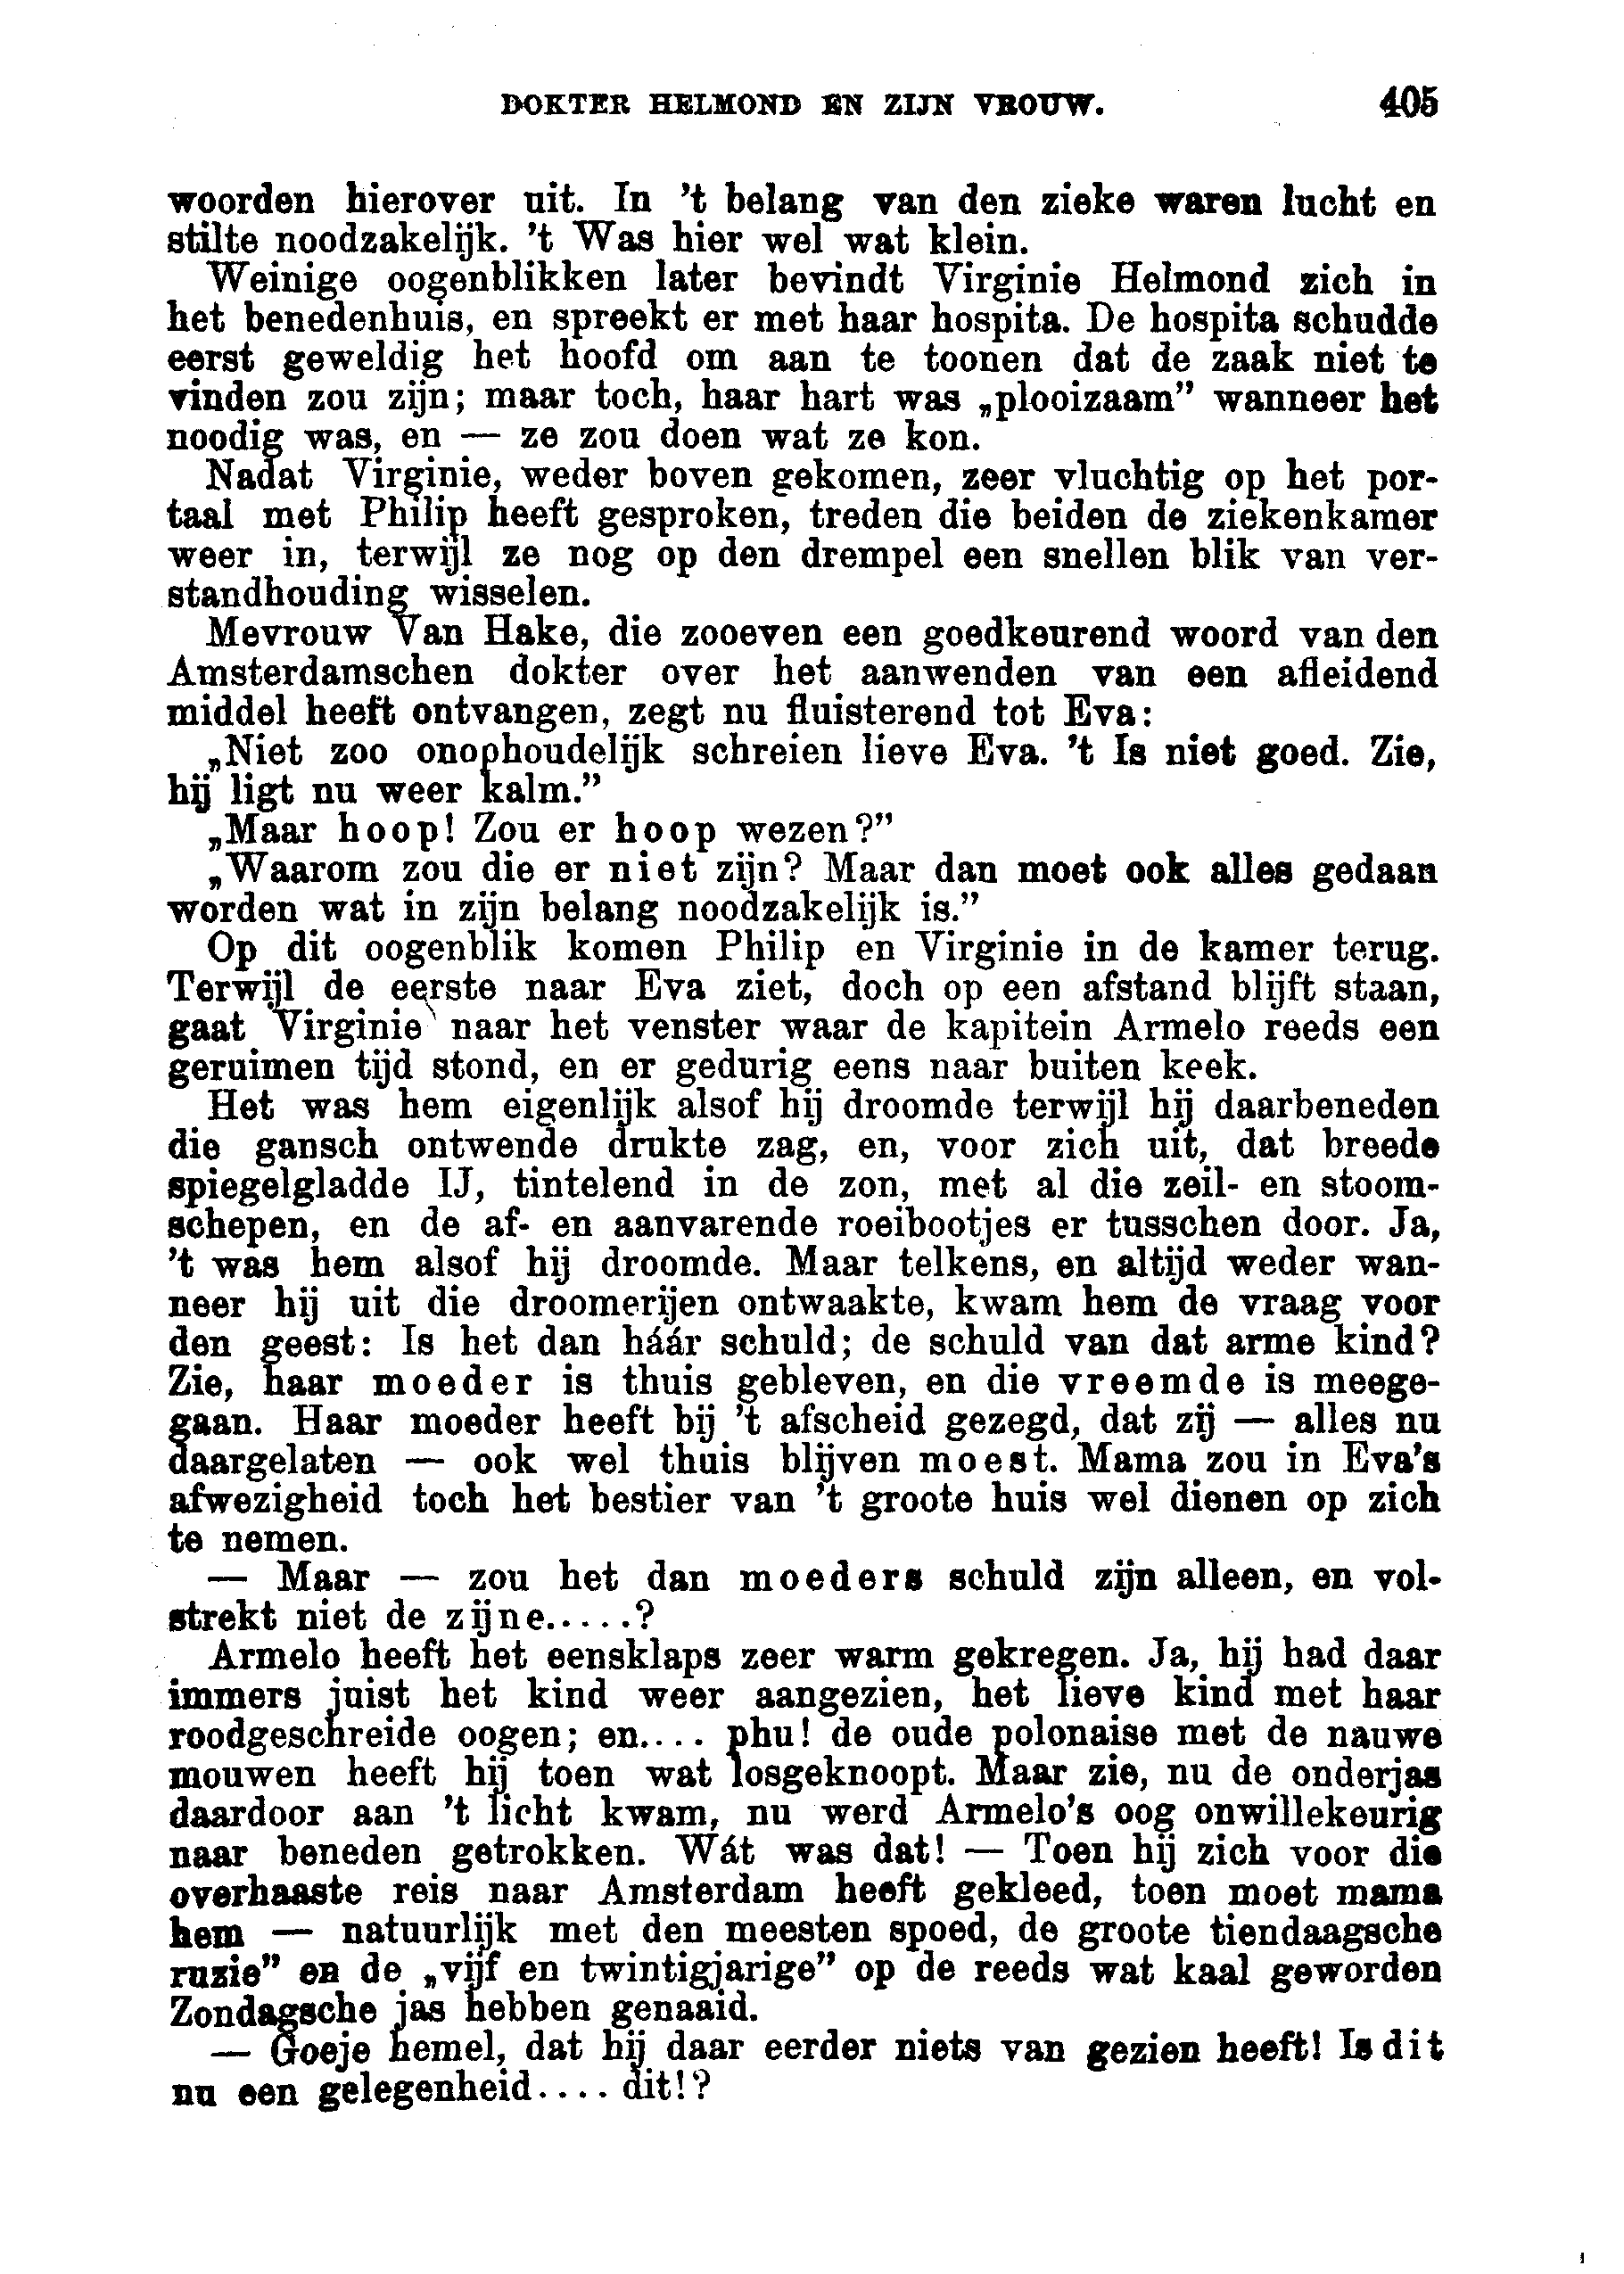 DOKTER HELMOND EN ZIJN VROUW. 405
woorden hierover uit. In ’t belang van den zieke waren lucht en
stilte noodzakelijk. ’t Was hier wel wat klein.
Weinige oogenblikken later bevindt Virginie Helmond zich in
het benedenhuis, en spreekt er met haar hospita. De hospita schudde
eerst geweldig het hoofd om aan te toonen dat de zaak niet te
vinden zou zijn; maar toch, haar hart was „plooizaam” wanneer het
noodig was, en — ze zou doen wat ze kon.
Nadat Virginie, weder boven gekomen, zeer vluchtig op het por-
taal met Philip heeft gesproken, treden die beiden de ziekenkamer
weer in, terwijl ze nog op den drempel een snellen blik van ver-
standhouding wisselen.
Mevrouw Van Hake, die zooeven een goedkeurend woord van den
Amsterdamschen dokter over het aanwenden van een afleidend
middel heeft ontvangen, zegt nu fluisterend tot Eva:
„Niet zoo onophoudelijk schreien lieve Eva. ’t Is niet goed. Zie,
hij ligt nu weer kalm.”
„Maar hoop! Zou er hoop wezen?”
„Waarom zou die er niet zijn? Maar dan moet ook alles gedaan
worden wat in zijn belang noodzakelijk is.”
Op dit oogenblik komen Philip en Virginie in de kamer terug.
Terwijl de eerste naar Eva ziet, doch op een afstand blijft staan,
gaat Virginie naar het venster waar de kapitein Armelo reeds een
geruimen tijd stond, en er gedurig eens naar buiten keek.
Het was hem eigenlijk alsof hij droomde terwijl hij daarbeneden
die gansch ontwende drukte zag, en, voor zich uit, dat breede
spiegelgladde IJ, tintelend in de zon, met al die zeil- en stoom-
schepen, en de af- en aanvarende roeibootjes er tusschen door. Ja,
’t was hem alsof hij droomde. Maar telkens, en altijd weder wan-
neer hij uit die droomerijen ontwaakte, kwam hem de vraag voor
den geest: Is het dan háár schuld; de schuld van dat arme kind?
Zie, haar moeder is thuis gebleven, en die vreemde is meege-
gaan. Haar moeder heeft bij ’t afscheid gezegd, dat zij — alles nu
daargelaten — ook wel thuis blijven moest. Mama zou in Eva’s
afwezigheid toch het bestier van ’t groote huis wel dienen op zich
te nemen.
— Maar — zou het dan moeders schuld zijn alleen, en vol-
strekt niet de zijne.....?
Armelo heeft het eensklaps zeer warm gekregen. Ja, hij had daar
immers juist het kind weer aangezien, het lieve kind met haar
roodgeschreide oogen; en.... phu! de oude polonaise met de nauwe
mouwen heeft hij toen wat losgeknoopt. Maar zie, nu de onderjas
daardoor aan ’t licht kwam, nu werd Armelo’s oog onwillekeurig
naar beneden getrokken. Wát was dat! — Toen hij zich voor die
overhaaste reis naar Amsterdam heeft gekleed, toen moet mama
hem — natuurlijk met den meesten spoed, de groote tiendaagsche
ruzie” en de „vijf en twintigjarige” op de reeds wat kaal geworden
Zondagsche jas hebben genaaid.
— Goeje hemel, dat hij daar eerder niets van gezien heeft! Is dit
nu een gelegenheid.... dit!?